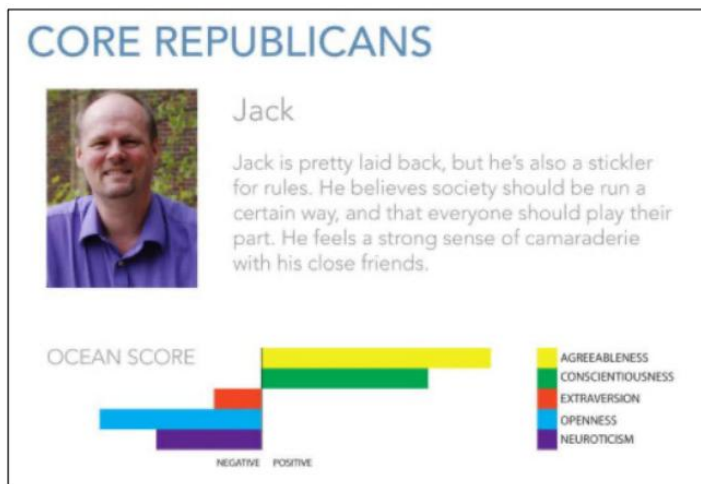 CORE REPUBLICANS
Jack
Jack is pretty laid back, but he's also a stickler
for rules. He believes society should be run a
certain way, and that everyone should play their
part. He feels a strong sense of camaraderie
with his close friends.
OCEAN SCORE
AGREEABLENESS
CONSCIENTIOUSNESS
EXTRAVERSION
OPENNESS
NEUROTICISM
NEGATIVE POSITIVE